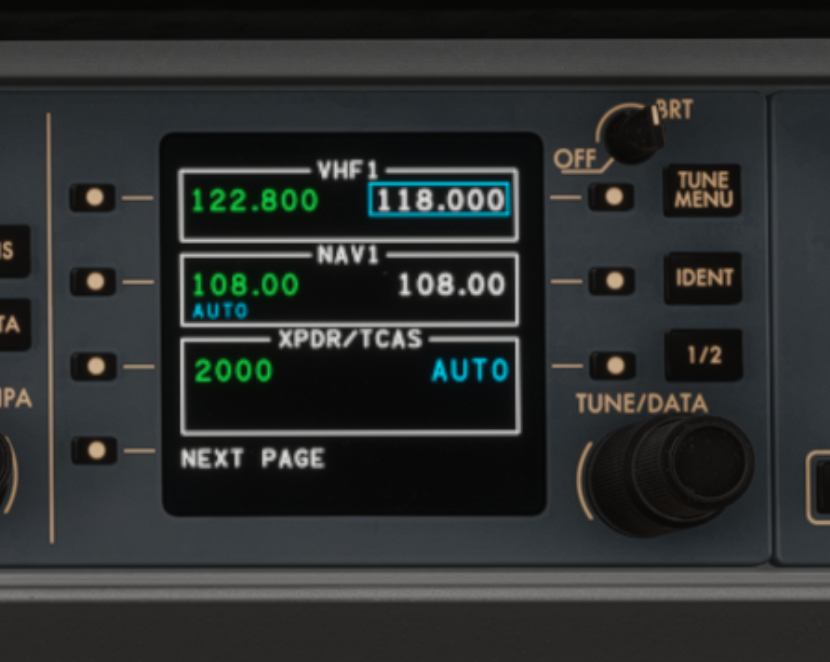 BRT
OFF
VHF1
122.800 118.000
TUNE
MENU
NAV1
108.00 108.00
AUTO
IDENT
XPDR/TCAS
2000 AUTO
1/2
TUNE/DATA
NEXT PAGE